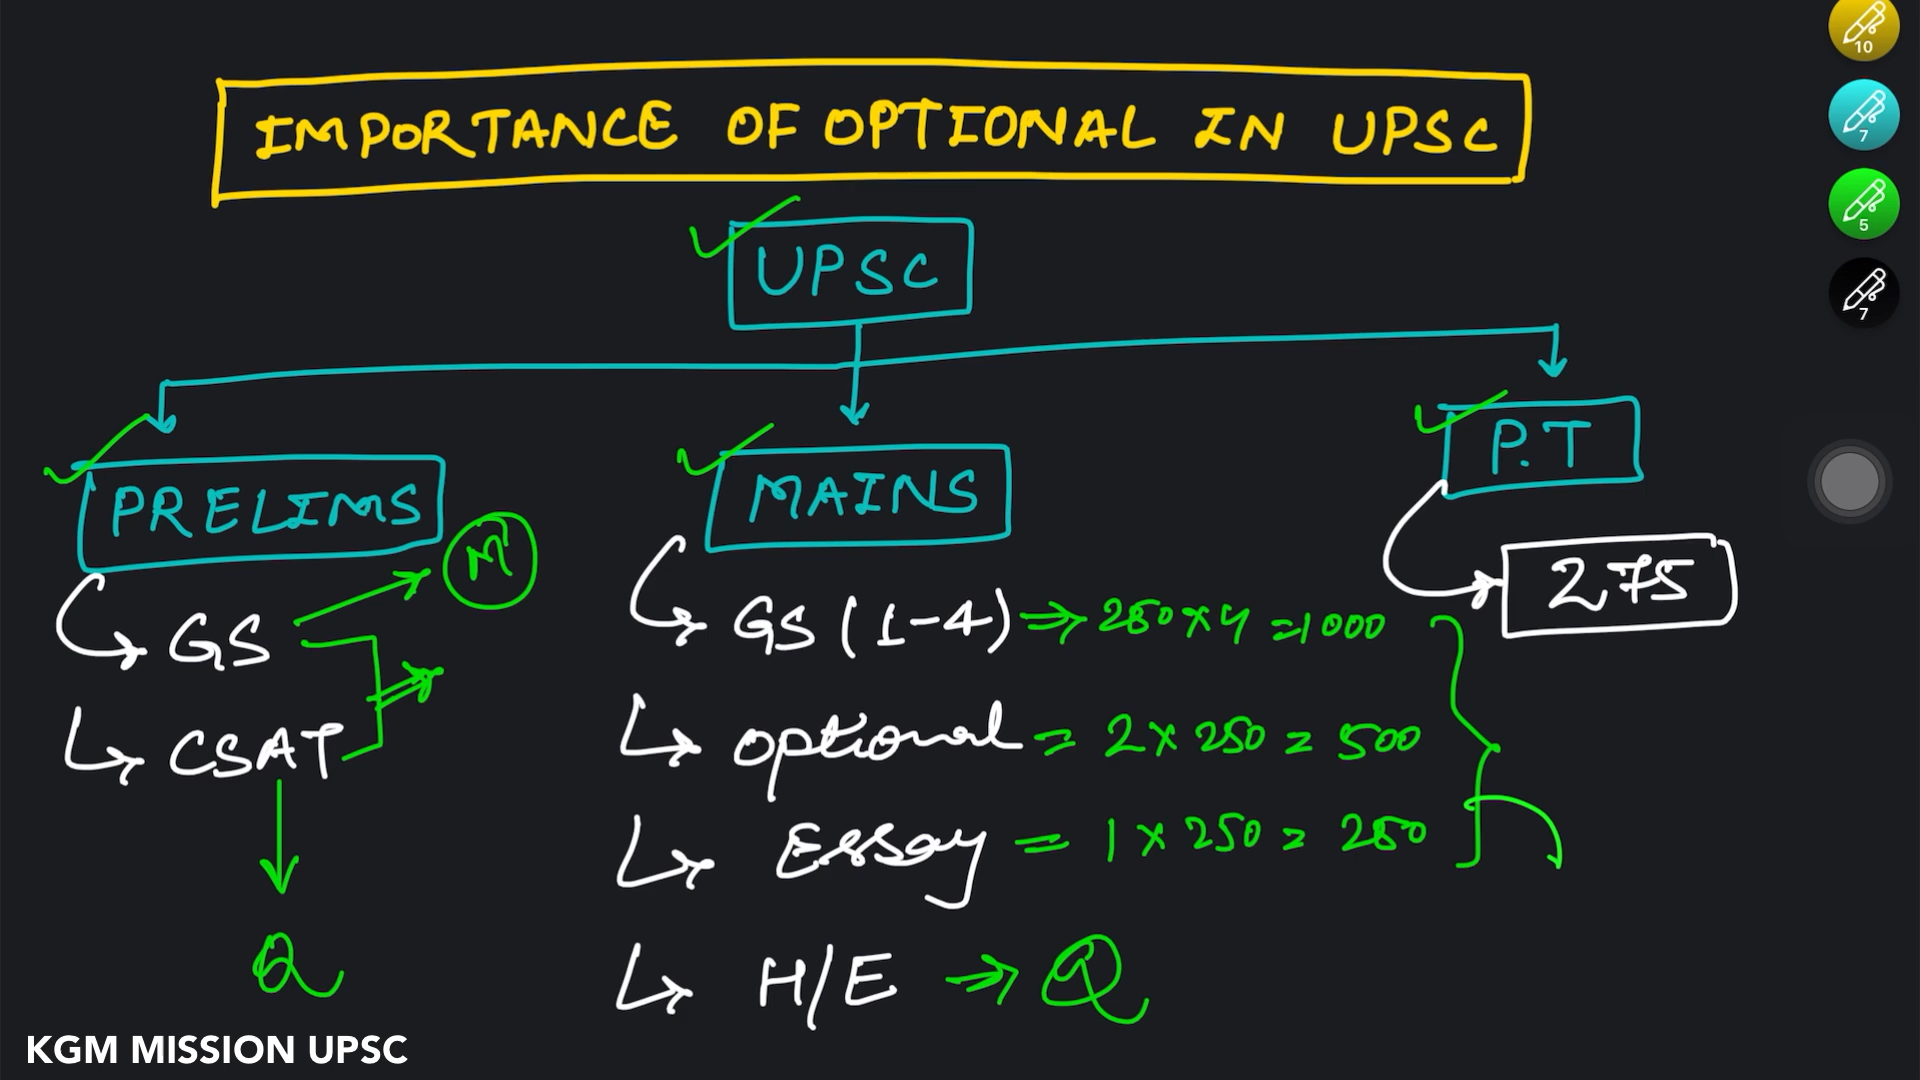 IMPORTANCE OF OPTIONAL IN UPSC
UPSC
PRELIMS
GS
M
CSAT
Q
MAINS
GS (1-4) ⇒ 250×4 = 1000
optional = 2 × 250 = 500
Essay = 1 × 250 = 250
H/E ⇒ Q
P.T
275
10
7
5
7
KGM MISSION UPSC